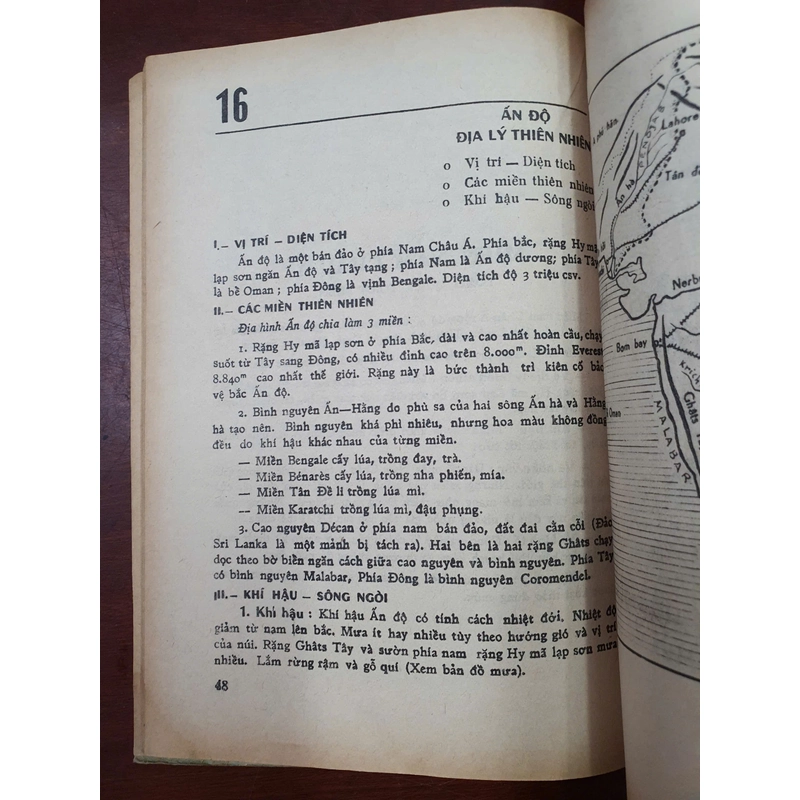 16
ẤN ĐỘ
ĐỊA LÝ THIÊN NHIÊN
o Vị trí — Diện tích
o Các miền thiên nhiên
o Khí hậu — Sông ngòi
I.— VỊ TRÍ — DIỆN TÍCH
Ấn độ là một bán đảo ở phía Nam Châu Á. Phía bắc, rặng Hy mã
lạp sơn ngăn Ấn độ và Tây tạng ; phía Nam là Ấn độ dương; phía Tây
là bể Oman ; phía Đông là vịnh Bengale. Diện tích độ 3 triệu csv.
II.— CÁC MIỀN THIÊN NHIÊN
Địa hình Ấn độ chia làm 3 miền :
1. Rặng Hy mã lạp sơn ở phía Bắc, dài và cao nhất hoàn cầu, chạy
suốt từ Tây sang Đông, có nhiều đỉnh cao trên 8.000m. Đỉnh Everest
8.840m cao nhất thế giới. Rặng này là bức thành trì kiên cố bảo
vệ bắc Ấn độ.
2. Bình nguyên Ấn—Hằng do phù sa của hai sông Ấn hà và Hằng
hà tạo nên. Bình nguyên khá phì nhiêu, nhưng hoa màu không đồng
đều do khí hậu khác nhau của từng miền.
— Miền Bengale cấy lúa, trồng đay, trà.
— Miền Bénarès cấy lúa, trồng nha phiến, mía.
— Miền Tân Đề li trồng lúa mì.
— Miền Karatchi trồng lúa mì, đậu phụng.
3. Cao nguyên Décan ở phía nam bán đảo, đất đai cằn cỗi (Đảo
Sri Lanka là một mảnh bị tách ra). Hai bên là hai rặng Ghâts chạy
dọc theo bờ biển ngăn cách giữa cao nguyên và bình nguyên. Phía Tây
có bình nguyên Malabar, Phía Đông là bình nguyên Coromendel.
III.— KHÍ HẬU — SÔNG NGÒI
1. Khí hậu : Khí hậu Ấn độ có tính cách nhiệt đới. Nhiệt độ
giảm từ nam lên bắc. Mưa ít hay nhiều tùy theo hướng gió và vị trí
của núi. Rặng Ghâts Tây và sườn phía nam rặng Hy mã lạp sơn mưa
nhiều. Lắm rừng rậm và gỗ quí (Xem bản đồ mưa).
48
Lahore
PENDJAB
Ấn hà
Tân đ
Nerbu
Bom bay
Krich
Ghâts
Oman
MALABAR